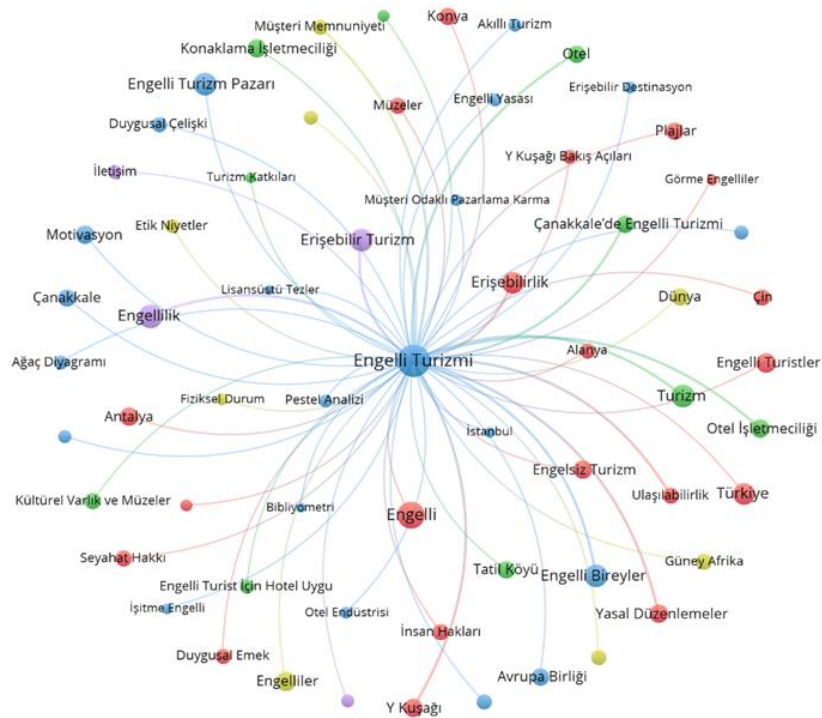 Müşteri Memnuniyeti
Konya
Akıllı Turizm
Konaklama İşletmeciliği
Otel
Engelli Turizm Pazarı
Erişebilir Destinasyon
Müzeler
Engelli Yasası
Duygusal Çelişki
Plajlar
Y Kuşağı Bakış Açıları
İletişim
Turizm Katkıları
Görme Engelliler
Müşteri Odaklı Pazarlama Karma
Etik Niyetler
Çanakkale'de Engelli Turizmi
Motivasyon
Erişebilir Turizm
Erişebilirlik
Lisansüstü Tezler
Çanakkale
Dünya
Çin
Engellilik
Engelli Turizmi
Alanya
Ağaç Diyagramı
Engelli Turistler
Fiziksel Durum
Pestel Analizi
Turizm
Antalya
Otel İşletmeciliği
İstanbul
Engelsiz Turizm
Kültürel Varlık ve Müzeler
Ulaşılabilirlik
Türkiye
Bibliyometri
Engelli
Seyahat Hakkı
Güney Afrika
Tatil Köyü
Engelli Bireyler
Engelli Turist İçin Hotel Uygu
İşitme Engelli
Otel Endüstrisi
Yasal Düzenlemeler
İnsan Hakları
Duygusal Emek
Engelliler
Avrupa Birliği
Y Kuşağı